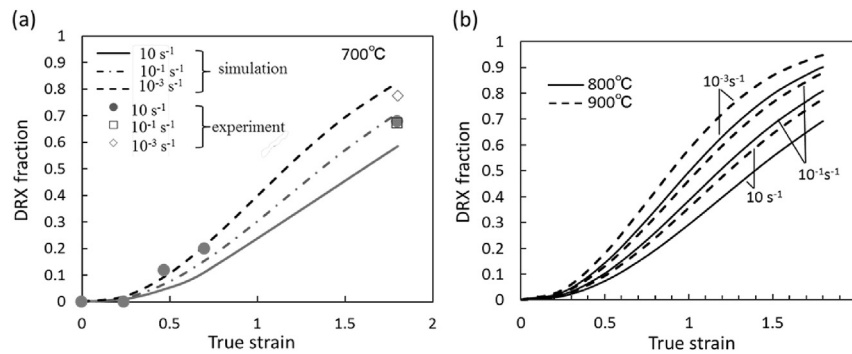 (a)
1
0.9
0.8
0.7
0.6
0.5
0.4
0.3
0.2
0.1
0
DRX fraction
10 s⁻¹
10⁻¹ s⁻¹
10⁻³ s⁻¹
simulation
10 s⁻¹
10⁻¹ s⁻¹
10⁻³ s⁻¹
experiment
700°C
0 0.5 1 1.5 2
True strain
(b)
1
0.9
0.8
0.7
0.6
0.5
0.4
0.3
0.2
0.1
0
DRX fraction
800°C
900°C
10⁻³s⁻¹
10⁻¹s⁻¹
10 s⁻¹
0 0.5 1 1.5
True strain